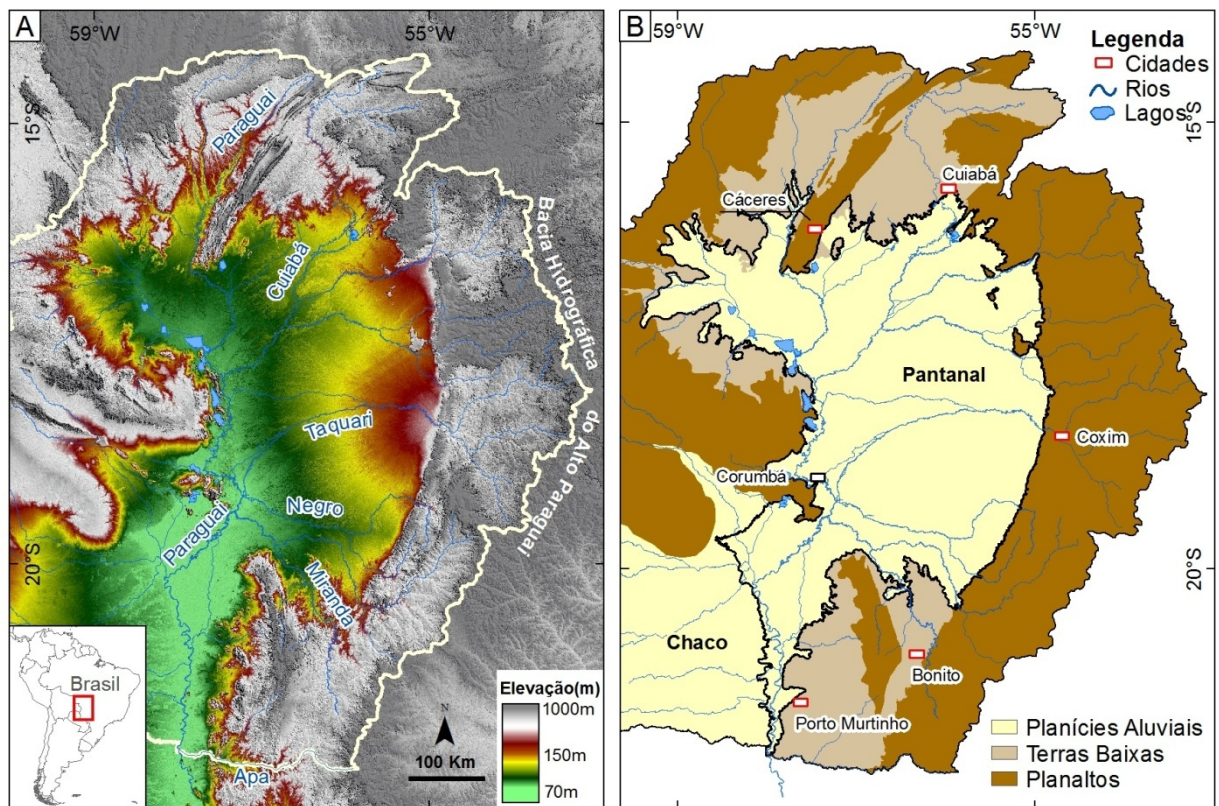 A
59°W
55°W
15°S
20°S
Paraguai
Cuiabá
Taquari
Negro
Paraguai
Miranda
Apa
Bacia Hidrográfica do Alto Paraguai
Brasil
N
100 Km
Elevação(m)
1000m
150m
70m
B
59°W
55°W
15°S
20°S
Legenda
Cidades
Rios
Lagos
Cuiabá
Cáceres
Pantanal
Coxim
Corumbá
Chaco
Bonito
Porto Murtinho
Planícies Aluviais
Terras Baixas
Planaltos